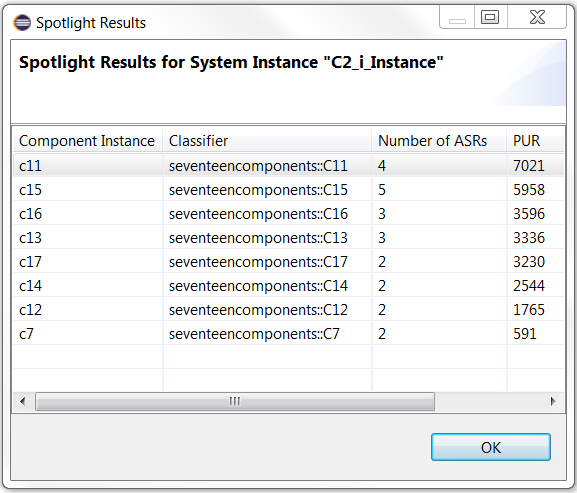 Spotlight Results
Spotlight Results for System Instance "C2_i_Instance"
Component Instance Classifier Number of ASRs PUR
c11 seventeencomponents::C11 4 7021
c15 seventeencomponents::C15 5 5958
c16 seventeencomponents::C16 3 3596
c13 seventeencomponents::C13 3 3336
c17 seventeencomponents::C17 2 3230
c14 seventeencomponents::C14 2 2544
c12 seventeencomponents::C12 2 1765
c7 seventeencomponents::C7 2 591
OK